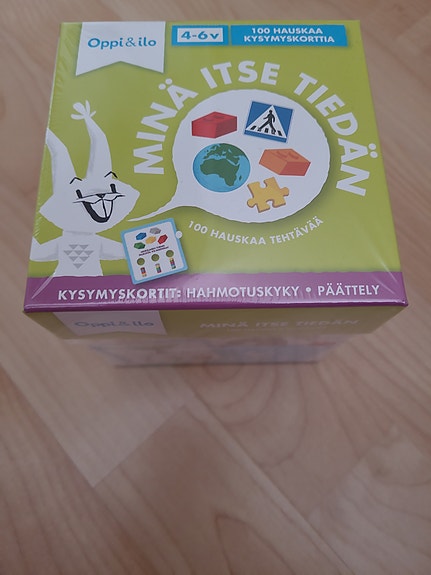 Oppi&ilo
4-6 v
100 HAUSKAA
KYSYMYSKORTTIA
MINÄ ITSE TIEDÄN
100 HAUSKAA TEHTÄVÄÄ
KYSYMYSKORTIT: HAHMOTUSKYKY • PÄÄTTELY
Oppi&ilo
MINÄ ITSE TIEDÄN